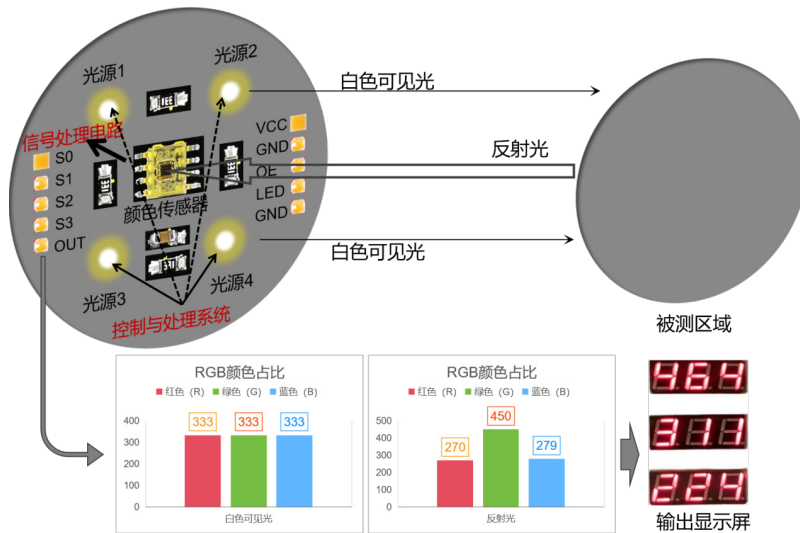 光源1
光源2
白色可见光
信号处理电路
VCC
S0
GND
反射光
S1
OE
S2
LED
颜色传感器
S3
GND
OUT
白色可见光
光源3
光源4
控制与处理系统
被测区域
RGB颜色占比
红色（R） 绿色（G） 蓝色（B）
400
300
200
100
0
333 333 333
白色可见光
RGB颜色占比
红色（R） 绿色（G） 蓝色（B）
500
400
300
200
100
0
270 450 279
反射光
464
311
224
输出显示屏